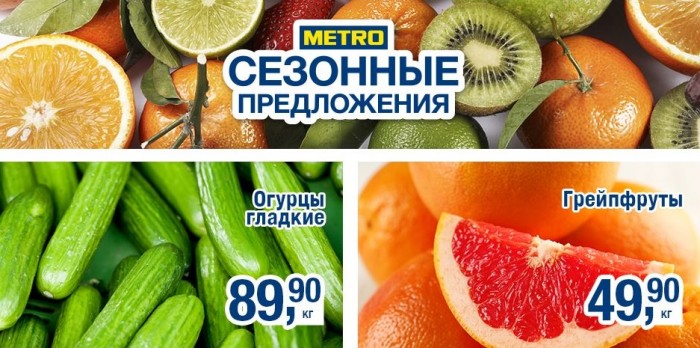 METRO
СЕЗОННЫЕ
ПРЕДЛОЖЕНИЯ
Огурцы
гладкие
89,90
кг
Грейпфруты
49,90
кг